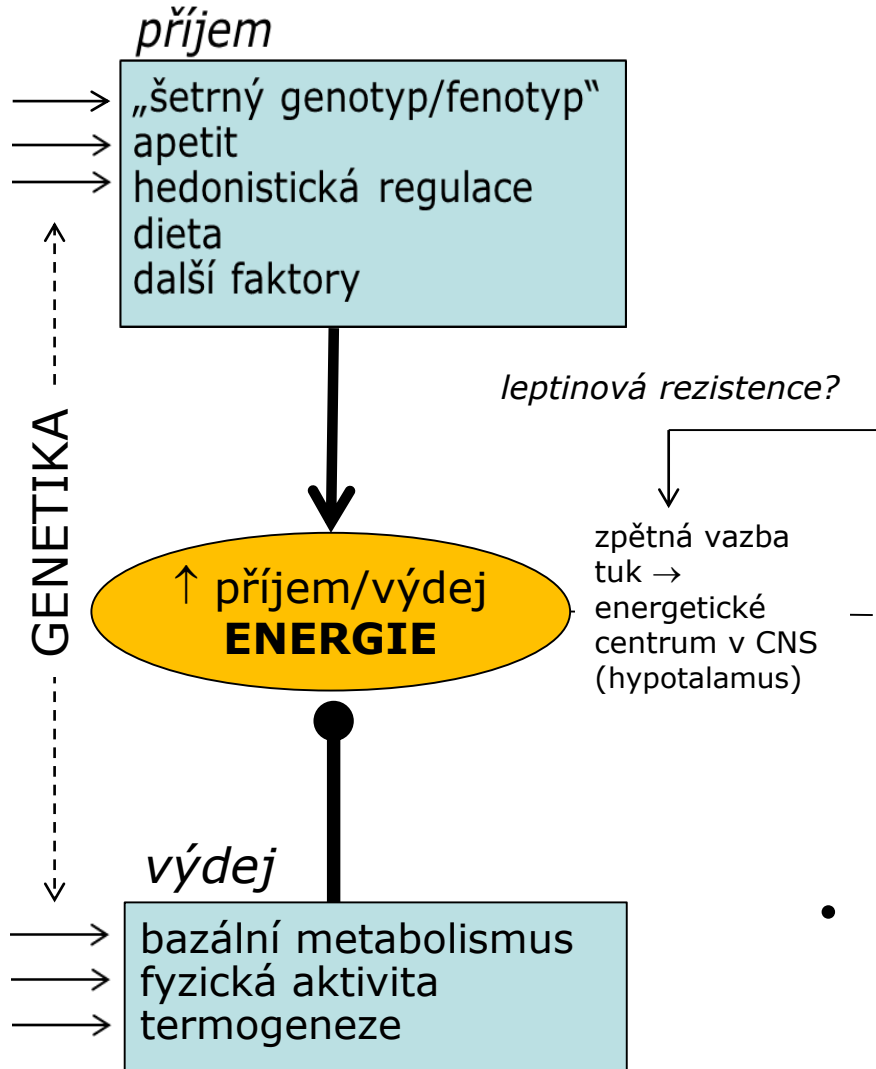 příjem
„šetrný genotyp/fenotyp“
apetit
hedonistická regulace
dieta
další faktory
leptinová rezistence?
GENETIKA
zpětná vazba
tuk →
energetické
centrum v CNS
(hypotalamus)
↑ příjem/výdej
ENERGIE
výdej
bazální metabolismus
fyzická aktivita
termogeneze